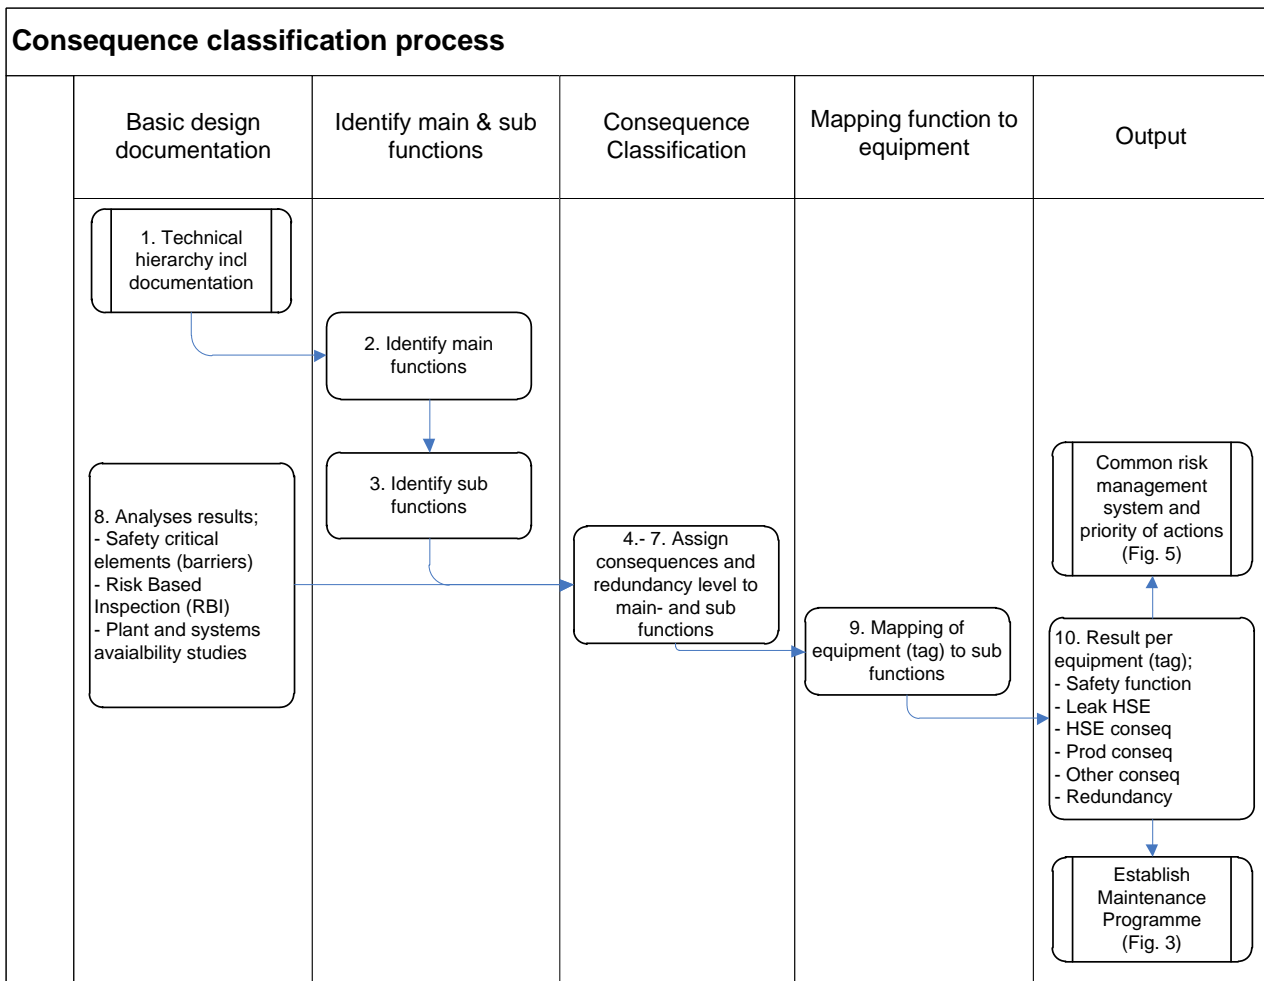 Consequence classification process
Basic design
documentation
Identify main & sub
functions
Consequence
Classification
Mapping function to
equipment
Output
1. Technical
hierarchy incl
documentation
2. Identify main
functions
3. Identify sub
functions
8. Analyses results;
- Safety critical
elements (barriers)
- Risk Based
Inspection (RBI)
- Plant and systems
avaialbility studies
4.- 7. Assign
consequences and
redundancy level to
main- and sub
functions
9. Mapping of
equipment (tag) to sub
functions
Common risk
management
system and
priority of actions
(Fig. 5)
10. Result per
equipment (tag);
- Safety function
- Leak HSE
- HSE conseq
- Prod conseq
- Other conseq
- Redundancy
Establish
Maintenance
Programme
(Fig. 3)